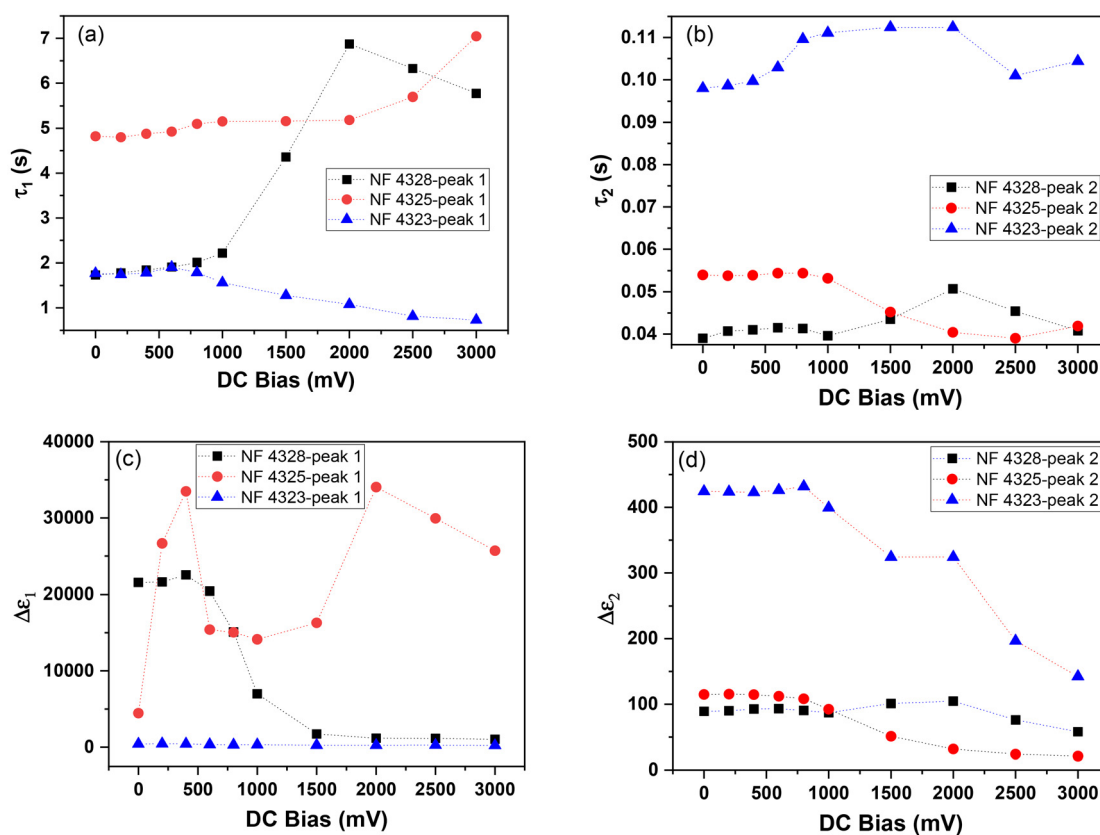 (a)
7
6
5
4
3
2
1
τ1 (s)
NF 4328-peak 1
NF 4325-peak 1
NF 4323-peak 1
0 500 1000 1500 2000 2500 3000
DC Bias (mV)
(b)
0.11
0.10
0.09
0.08
0.07
0.06
0.05
0.04
τ2 (s)
NF 4328-peak 2
NF 4325-peak 2
NF 4323-peak 2
0 500 1000 1500 2000 2500 3000
DC Bias (mV)
(c)
40000
30000
20000
10000
0
Δε1
NF 4328-peak 1
NF 4325-peak 1
NF 4323-peak 1
0 500 1000 1500 2000 2500 3000
DC Bias (mV)
(d)
500
400
300
200
100
0
Δε2
NF 4328-peak 2
NF 4325-peak 2
NF 4323-peak 2
0 500 1000 1500 2000 2500 3000
DC Bias (mV)